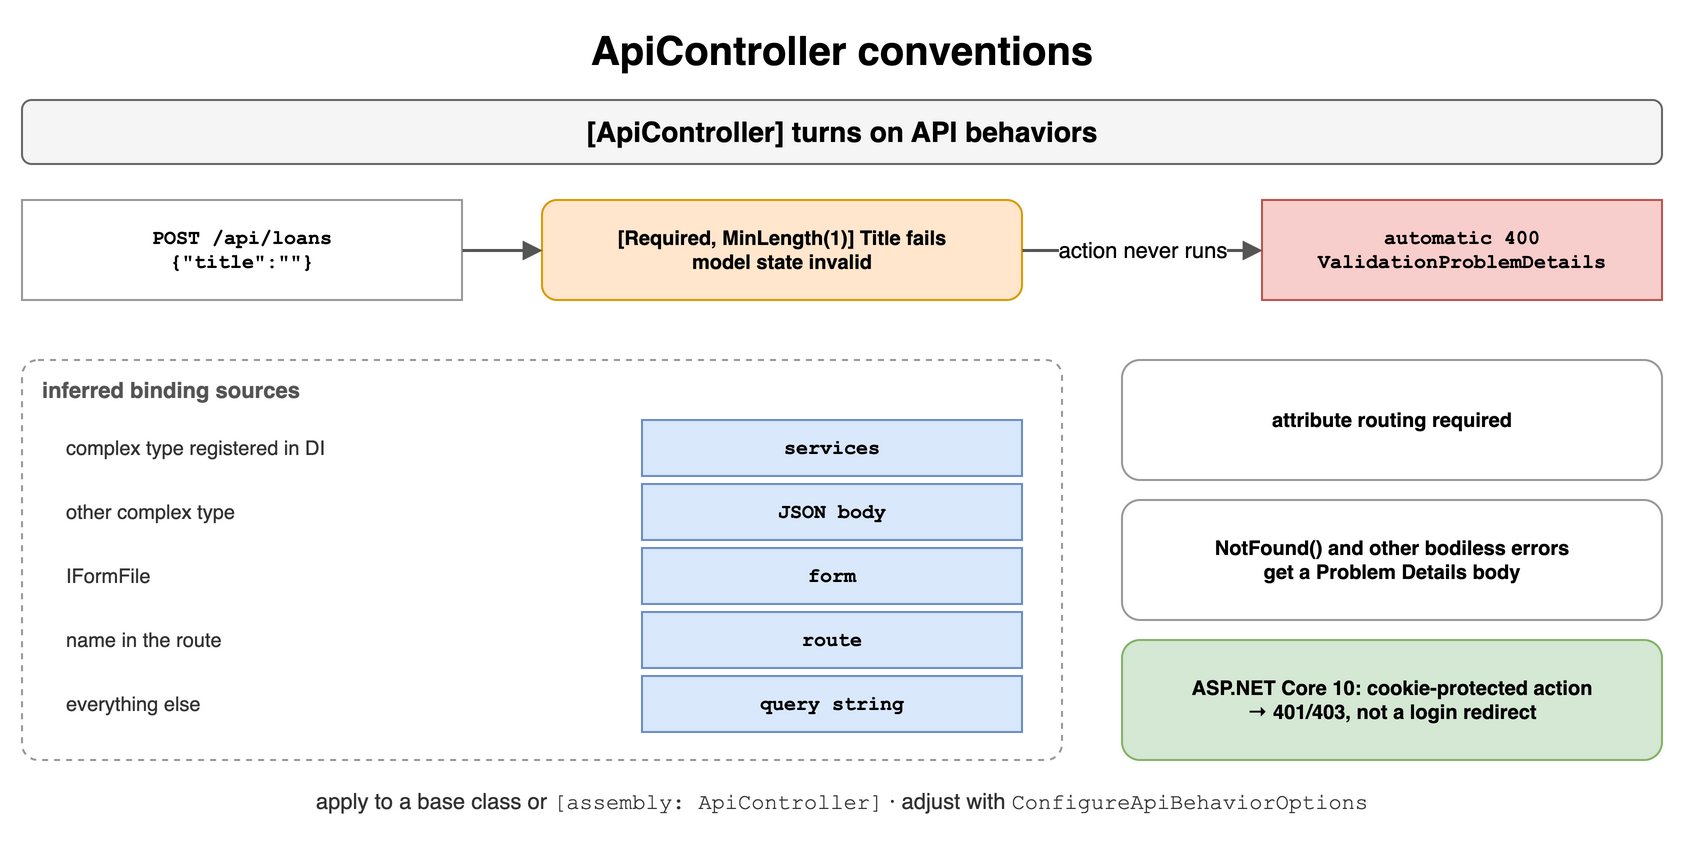 ApiController conventions
[ApiController] turns on API behaviors
POST /api/loans
{"title":""}
[Required, MinLength(1)] Title fails
model state invalid
action never runs
automatic 400
ValidationProblemDetails
inferred binding sources
complex type registered in DI
services
other complex type
JSON body
IFormFile
form
name in the route
route
everything else
query string
attribute routing required
NotFound() and other bodiless errors
get a Problem Details body
ASP.NET Core 10: cookie-protected action
→ 401/403, not a login redirect
apply to a base class or [assembly: ApiController] · adjust with ConfigureApiBehaviorOptions